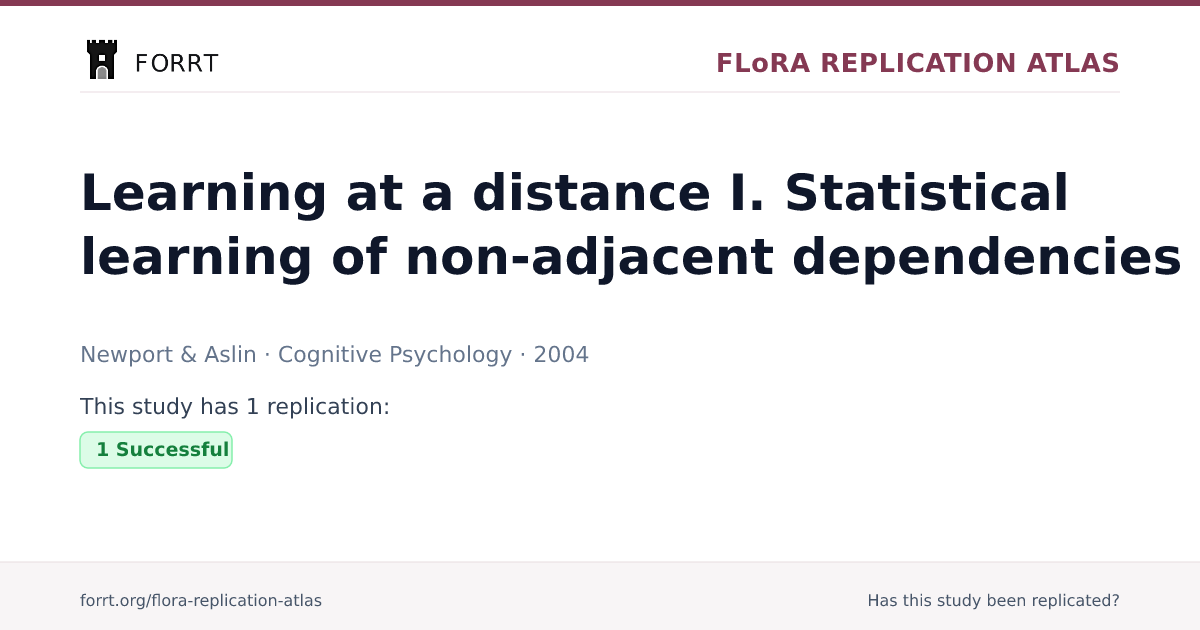 FORRT
FLoRA REPLICATION ATLAS
Learning at a distance I. Statistical
learning of non-adjacent dependencies
Newport & Aslin · Cognitive Psychology · 2004
This study has 1 replication:
1 Successful
forrt.org/flora-replication-atlas
Has this study been replicated?